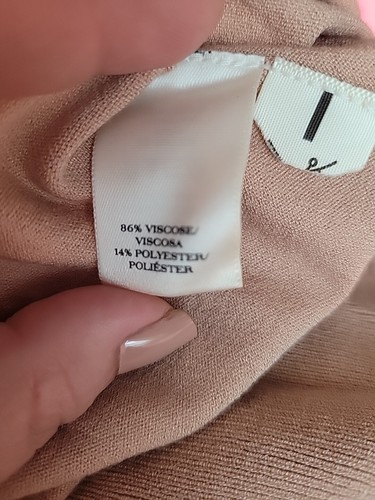 86% VISCOSE/
VISCOSA
14% POLYESTER/
POLIÉSTER